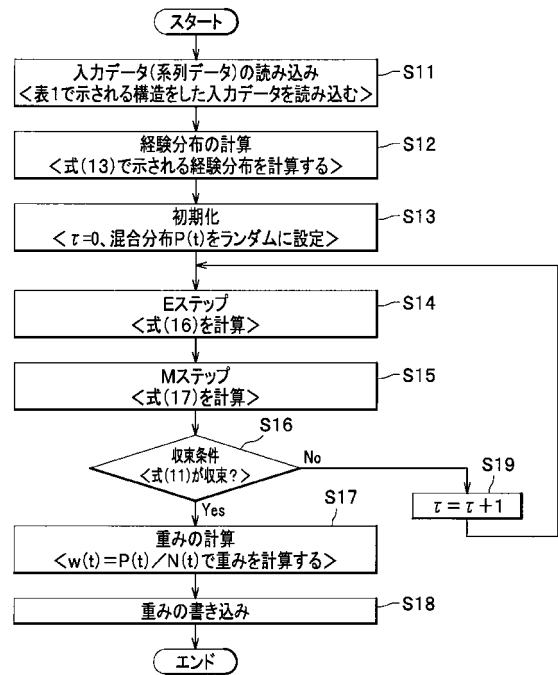 スタート
入力データ(系列データ)の読み込み
<表1で示される構造をした入力データを読み込む>
S11
経験分布の計算
<式(13)で示される経験分布を計算する>
S12
初期化
<τ=0、混合分布P(t)をランダムに設定>
S13
Eステップ
<式(16)を計算>
S14
Mステップ
<式(17)を計算>
S15
収束条件
<式(11)が収束?>
S16
No
S19
τ=τ+1
Yes
重みの計算
<w(t)=P(t)/N(t)で重みを計算する>
S17
重みの書き込み
S18
エンド